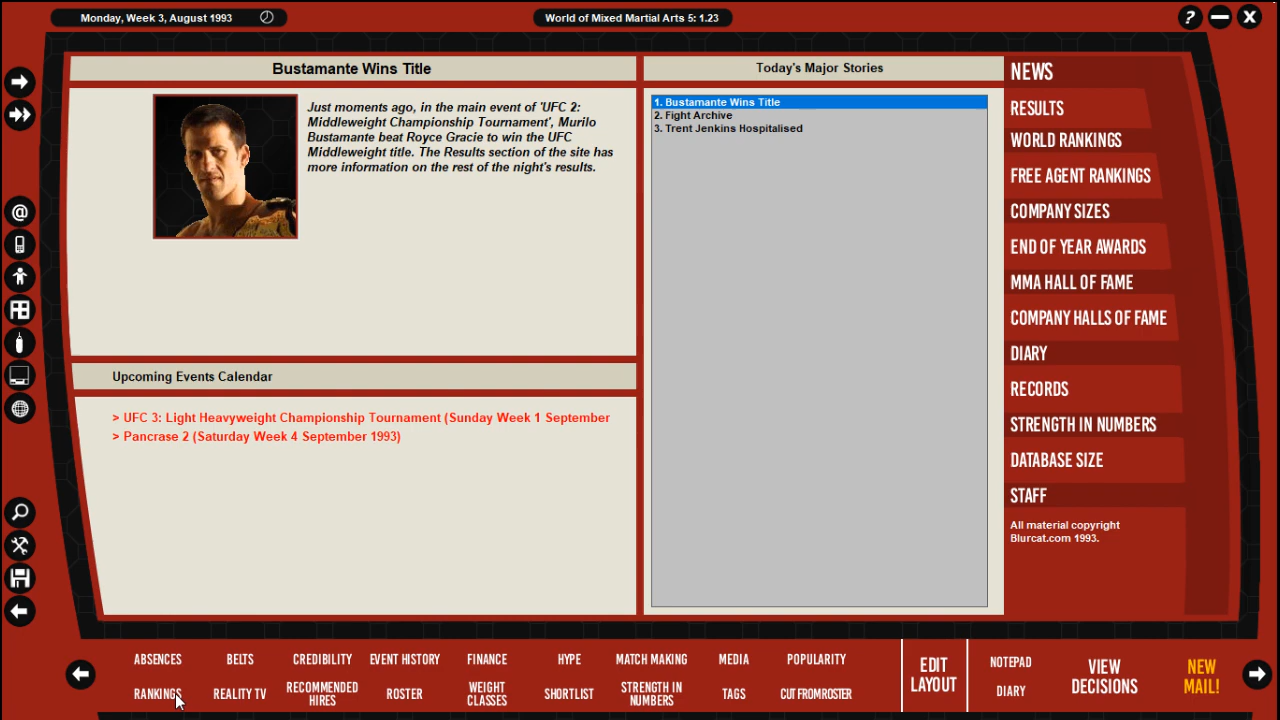 Monday, Week 3, August 1993
World of Mixed Martial Arts 5: 1.23
?
X
Bustamante Wins Title
Just moments ago, in the main event of 'UFC 2:
Middleweight Championship Tournament', Murilo
Bustamante beat Royce Gracie to win the UFC
Middleweight title. The Results section of the site has
more information on the rest of the night's results.
Upcoming Events Calendar
> UFC 3: Light Heavyweight Championship Tournament (Sunday Week 1 September
> Pancrase 2 (Saturday Week 4 September 1993)
Today's Major Stories
1. Bustamante Wins Title
2. Fight Archive
3. Trent Jenkins Hospitalised
NEWS
RESULTS
WORLD RANKINGS
FREE AGENT RANKINGS
COMPANY SIZES
END OF YEAR AWARDS
MMA HALL OF FAME
COMPANY HALLS OF FAME
DIARY
RECORDS
STRENGTH IN NUMBERS
DATABASE SIZE
STAFF
All material copyright
Blurcat.com 1993.
@
ABSENCES
BELTS
CREDIBILITY
EVENT HISTORY
FINANCE
HYPE
MATCH MAKING
MEDIA
POPULARITY
RANKINGS
REALITY TV
RECOMMENDED
HIRES
ROSTER
WEIGHT
CLASSES
SHORTLIST
STRENGTH IN
NUMBERS
TAGS
CUT FROM ROSTER
EDIT
LAYOUT
NOTEPAD
DIARY
VIEW
DECISIONS
NEW
MAIL!